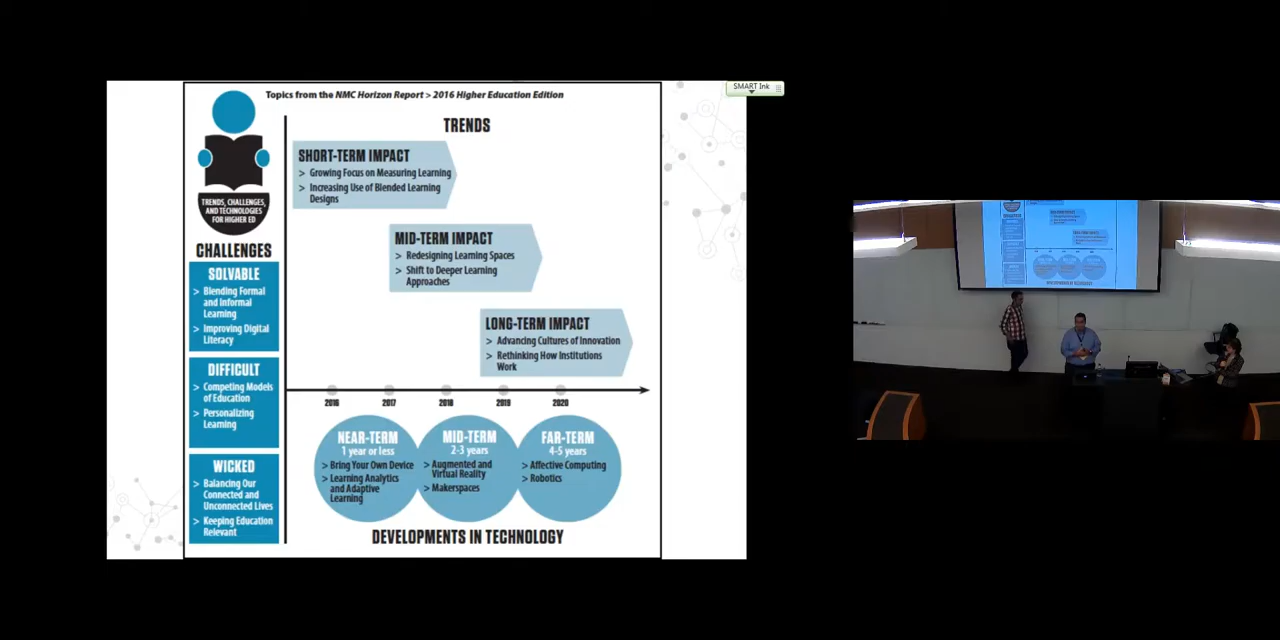 SMART Ink
Topics from the NMC Horizon Report > 2016 Higher Education Edition
TRENDS
TRENDS, CHALLENGES,
AND TECHNOLOGIES
FOR HIGHER ED
CHALLENGES
SOLVABLE
> Blending Formal
and Informal
Learning
> Improving Digital
Literacy
DIFFICULT
> Competing Models
of Education
> Personalizing
Learning
WICKED
> Balancing Our
Connected and
Unconnected Lives
> Keeping Education
Relevant
SHORT-TERM IMPACT
> Growing Focus on Measuring Learning
> Increasing Use of Blended Learning
Designs
MID-TERM IMPACT
> Redesigning Learning Spaces
> Shift to Deeper Learning
Approaches
LONG-TERM IMPACT
> Advancing Cultures of Innovation
> Rethinking How Institutions
Work
2016 2017 2018 2019 2020
NEAR-TERM
1 year or less
> Bring Your Own Device
> Learning Analytics
and Adaptive
Learning
MID-TERM
2-3 years
> Augmented and
Virtual Reality
> Makerspaces
FAR-TERM
4-5 years
> Affective Computing
> Robotics
DEVELOPMENTS IN TECHNOLOGY